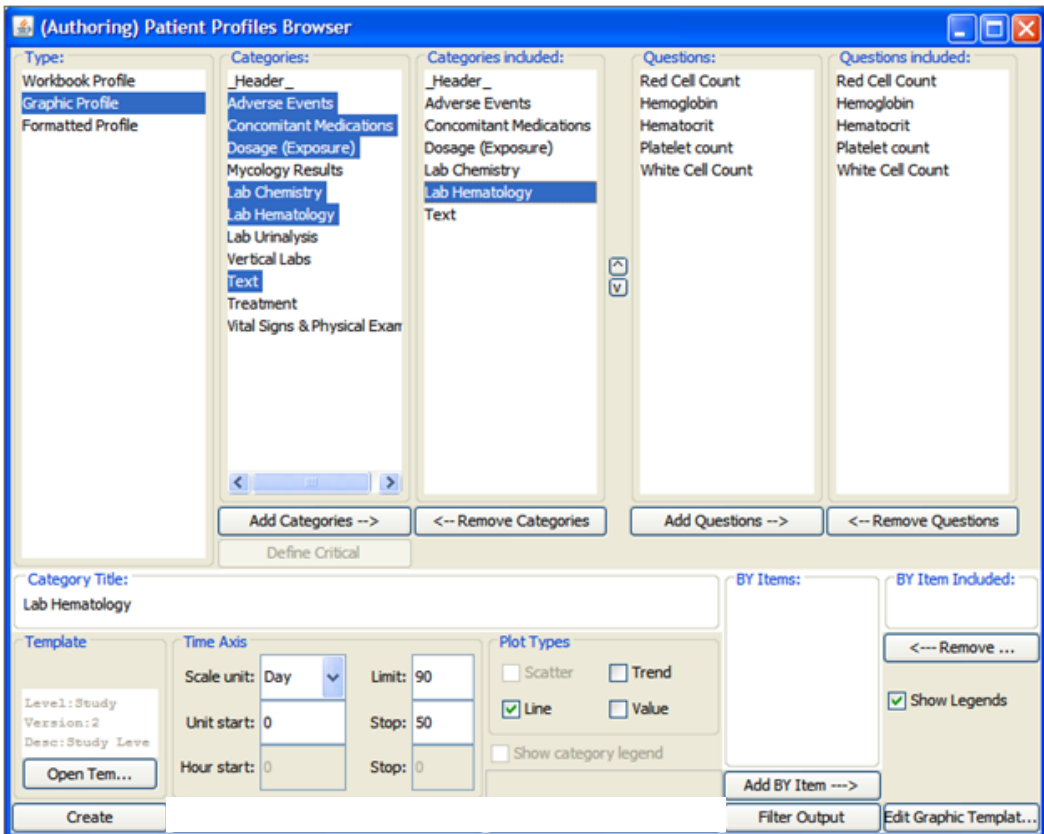 (Authoring) Patient Profiles Browser
Type:
Workbook Profile
Graphic Profile
Formatted Profile
Categories:
_Header_
Adverse Events
Concomitant Medications
Dosage (Exposure)
Mycology Results
Lab Chemistry
Lab Hematology
Lab Urinalysis
Vertical Labs
Text
Treatment
Vital Signs & Physical Exam
Add Categories -->
Define Critical
Categories included:
_Header_
Adverse Events
Concomitant Medications
Dosage (Exposure)
Lab Chemistry
Lab Hematology
Text
<-- Remove Categories
^
v
Questions:
Red Cell Count
Hemoglobin
Hematocrit
Platelet count
White Cell Count
Add Questions -->
Questions included:
Red Cell Count
Hemoglobin
Hematocrit
Platelet count
White Cell Count
<-- Remove Questions
Category Title:
Lab Hematology
Template
Level:Study
Version:2
Desc:Study Leve
Open Tem...
Create
Time Axis
Scale unit: Day Limit: 90
Unit start: 0 Stop: 50
Hour start: 0 Stop: 0
Plot Types
Scatter Trend
Line Value
Show category legend
BY Items:
Add BY Item --->
Filter Output
BY Item Included:
<--- Remove ...
Show Legends
Edit Graphic Templat...